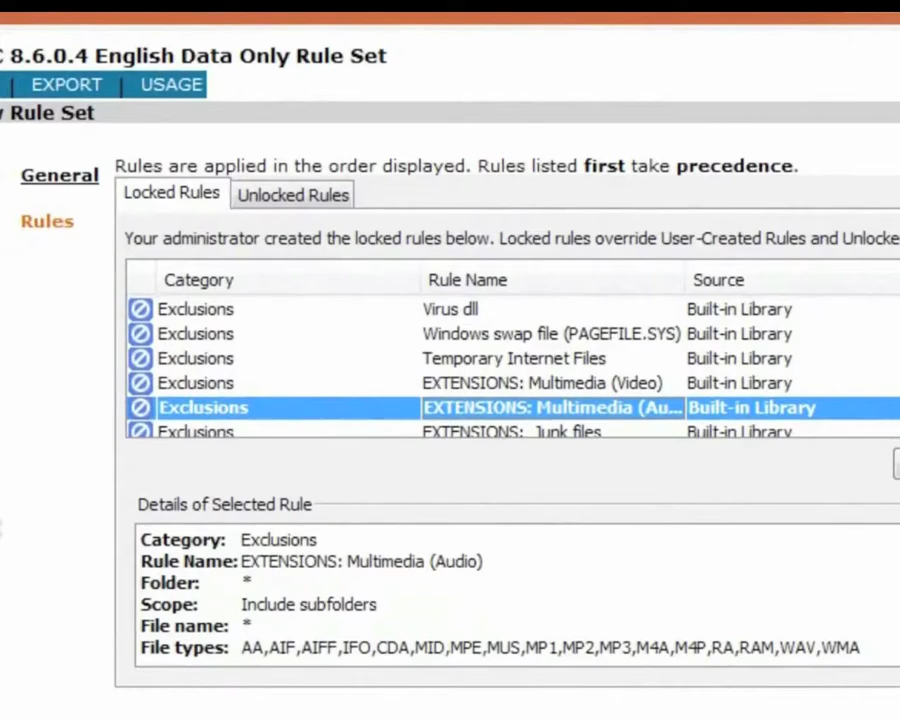 C 8.6.0.4 English Data Only Rule Set
| EXPORT | USAGE
y Rule Set
General
Rules
Rules are applied in the order displayed. Rules listed first take precedence.
Locked Rules Unlocked Rules
Your administrator created the locked rules below. Locked rules override User-Created Rules and Unlocke
Category Rule Name Source
Exclusions Virus dll Built-in Library
Exclusions Windows swap file (PAGEFILE.SYS) Built-in Library
Exclusions Temporary Internet Files Built-in Library
Exclusions EXTENSIONS: Multimedia (Video) Built-in Library
Exclusions EXTENSIONS: Multimedia (Au... Built-in Library
Exclusions EXTENSIONS: Junk files Built-in Library
Details of Selected Rule
Category: Exclusions
Rule Name: EXTENSIONS: Multimedia (Audio)
Folder: *
Scope: Include subfolders
File name: *
File types: AA,AIF,AIFF,IFO,CDA,MID,MPE,MUS,MP1,MP2,MP3,M4A,M4P,RA,RAM,WAV,WMA